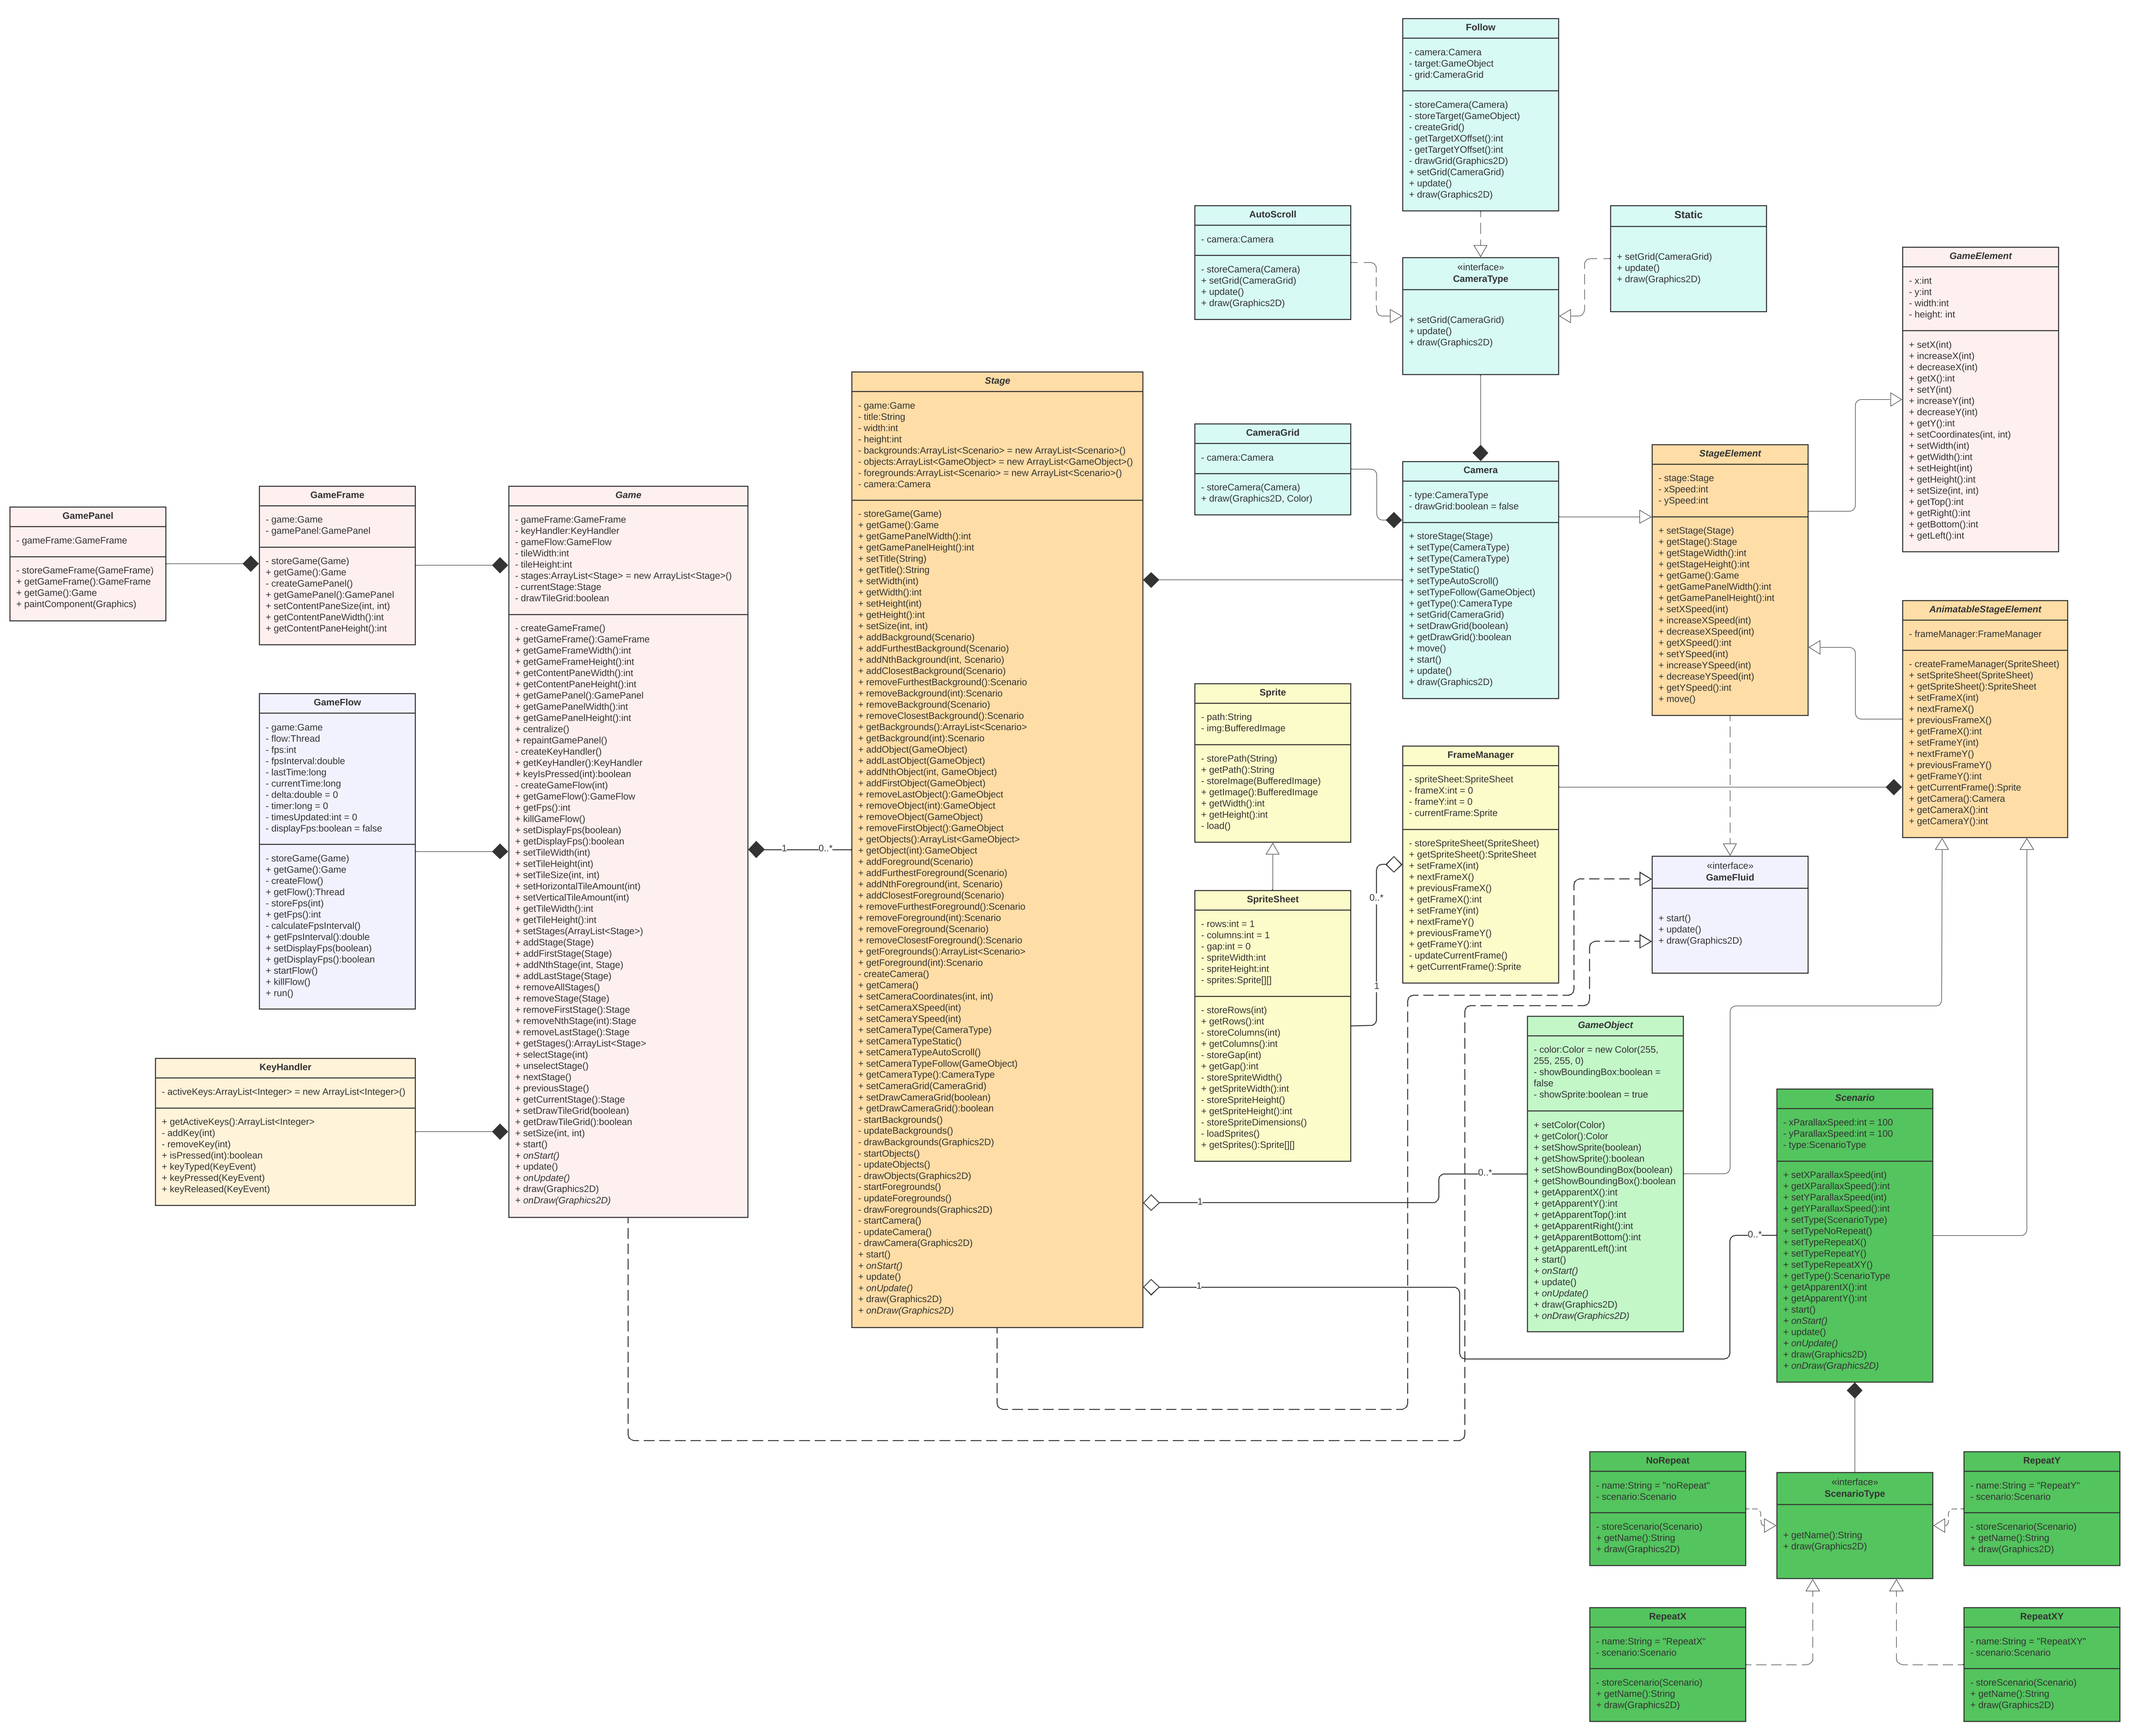 Follow
- camera:Camera
- target:GameObject
- grid:CameraGrid
- storeCamera(Camera)
- storeTarget(GameObject)
- createGrid()
- getTargetXOffset():int
- getTargetYOffset():int
- drawGrid(Graphics2D)
+ setGrid(CameraGrid)
+ update()
+ draw(Graphics2D)
AutoScroll
- camera:Camera
- storeCamera(Camera)
+ setGrid(CameraGrid)
+ update()
+ draw(Graphics2D)
«interface»
CameraType
+ setGrid(CameraGrid)
+ update()
+ draw(Graphics2D)
Static
+ setGrid(CameraGrid)
+ update()
+ draw(Graphics2D)
GameElement
- x:int
- y:int
- width:int
- height: int
+ setX(int)
+ increaseX(int)
+ decreaseX(int)
+ getX():int
+ setY(int)
+ increaseY(int)
+ decreaseY(int)
+ getY():int
+ setCoordinates(int, int)
+ setWidth(int)
+ getWidth():int
+ setHeight(int)
+ getHeight():int
+ setSize(int, int)
+ getTop():int
+ getRight():int
+ getBottom():int
+ getLeft():int
GamePanel
- gameFrame:GameFrame
- storeGameFrame(GameFrame)
+ getGameFrame():GameFrame
+ getGame():Game
+ paintComponent(Graphics)
GameFrame
- game:Game
- gamePanel:GamePanel
- storeGame(Game)
+ getGame():Game
- createGamePanel()
+ getGamePanel():GamePanel
+ setContentPaneSize(int, int)
+ getContentPaneWidth():int
+ getContentPaneHeight():int
GameFlow
- game:Game
- flow:Thread
- fps:int
- fpsInterval:double
- lastTime:long
- currentTime:long
- delta:double = 0
- timer:long = 0
- timesUpdated:int = 0
- displayFps:boolean = false
- storeGame(Game)
+ getGame():Game
- createFlow()
+ getFlow():Thread
- storeFps(int)
+ getFps():int
- calculateFpsInterval()
+ getFpsInterval():double
+ setDisplayFps(boolean)
+ getDisplayFps():boolean
+ startFlow()
+ killFlow()
+ run()
KeyHandler
- activeKeys:ArrayList<Integer> = new ArrayList<Integer>()
+ getActiveKeys():ArrayList<Integer>
- addKey(int)
- removeKey(int)
+ isPressed(int):boolean
+ keyTyped(KeyEvent)
+ keyPressed(KeyEvent)
+ keyReleased(KeyEvent)
Game
- gameFrame:GameFrame
- keyHandler:KeyHandler
- gameFlow:GameFlow
- tileWidth:int
- tileHeight:int
- stages:ArrayList<Stage> = new ArrayList<Stage>()
- currentStage:Stage
- drawTileGrid:boolean
- createGameFrame()
+ getGameFrame():GameFrame
+ getGameFrameWidth():int
+ getGameFrameHeight():int
+ getContentPaneWidth():int
+ getContentPaneHeight():int
+ getGamePanel():GamePanel
+ getGamePanelWidth():int
+ getGamePanelHeight():int
+ centralize()
+ repaintGamePanel()
- createKeyHandler()
+ getKeyHandler():KeyHandler
+ keyIsPressed(int):boolean
- createGameFlow(int)
+ getGameFlow():GameFlow
+ getFps():int
+ killGameFlow()
+ setDisplayFps(boolean)
+ getDisplayFps():boolean
+ setTileWidth(int)
+ setTileHeight(int)
+ setTileSize(int, int)
+ setHorizontalTileAmount(int)
+ setVerticalTileAmount(int)
+ getTileWidth():int
+ getTileHeight():int
+ setStages(ArrayList<Stage>)
+ addStage(Stage)
+ addFirstStage(Stage)
+ addNthStage(int, Stage)
+ addLastStage(Stage)
+ removeAllStages()
+ removeStage(Stage)
+ removeFirstStage():Stage
+ removeNthStage(int):Stage
+ removeLastStage():Stage
+ getStages():ArrayList<Stage>
+ selectStage(int)
+ unselectStage()
+ nextStage()
+ previousStage()
+ getCurrentStage():Stage
+ setDrawTileGrid(boolean)
+ getDrawTileGrid():boolean
+ setSize(int, int)
+ start()
+ onStart()
+ update()
+ onUpdate()
+ draw(Graphics2D)
+ onDraw(Graphics2D)
1
0..*
Stage
- game:Game
- title:String
- width:int
- height:int
- backgrounds:ArrayList<Scenario> = new ArrayList<Scenario>()
- objects:ArrayList<GameObject> = new ArrayList<GameObject>()
- foregrounds:ArrayList<Scenario> = new ArrayList<Scenario>()
- camera:Camera
- storeGame(Game)
+ getGame():Game
+ getGamePanelWidth():int
+ getGamePanelHeight():int
+ setTitle(String)
+ getTitle():String
+ setWidth(int)
+ getWidth():int
+ setHeight(int)
+ getHeight():int
+ setSize(int, int)
+ addBackground(Scenario)
+ addFurthestBackground(Scenario)
+ addNthBackground(int, Scenario)
+ addClosestBackground(Scenario)
+ removeFurthestBackground():Scenario
+ removeBackground(int):Scenario
+ removeBackground(Scenario)
+ removeClosestBackground():Scenario
+ getBackgrounds():ArrayList<Scenario>
+ getBackground(int):Scenario
+ addObject(GameObject)
+ addLastObject(GameObject)
+ addNthObject(int, GameObject)
+ addFirstObject(GameObject)
+ removeLastObject():GameObject
+ removeObject(int):GameObject
+ removeObject(GameObject)
+ removeFirstObject():GameObject
+ getObjects():ArrayList<GameObject>
+ getObject(int):GameObject
+ addForeground(Scenario)
+ addFurthestForeground(Scenario)
+ addNthForeground(int, Scenario)
+ addClosestForeground(Scenario)
+ removeFurthestForeground():Scenario
+ removeForeground(int):Scenario
+ removeForeground(Scenario)
+ removeClosestForeground():Scenario
+ getForegrounds():ArrayList<Scenario>
+ getForeground(int):Scenario
- createCamera()
+ getCamera()
+ setCameraCoordinates(int, int)
+ setCameraXSpeed(int)
+ setCameraYSpeed(int)
+ setCameraType(CameraType)
+ setCameraTypeStatic()
+ setCameraTypeAutoScroll()
+ setCameraTypeFollow(GameObject)
+ getCameraType():CameraType
+ setCameraGrid(CameraGrid)
+ setDrawCameraGrid(boolean)
+ getDrawCameraGrid():boolean
- startBackgrounds()
- updateBackgrounds()
- drawBackgrounds(Graphics2D)
- startObjects()
- updateObjects()
- drawObjects(Graphics2D)
- startForegrounds()
- updateForegrounds()
- drawForegrounds(Graphics2D)
- startCamera()
- updateCamera()
- drawCamera(Graphics2D)
+ start()
+ onStart()
+ update()
+ onUpdate()
+ draw(Graphics2D)
+ onDraw(Graphics2D)
CameraGrid
- camera:Camera
- storeCamera(Camera)
+ draw(Graphics2D, Color)
Camera
- type:CameraType
- drawGrid:boolean = false
+ storeStage(Stage)
+ setType(CameraType)
+ setType(CameraType)
+ setTypeStatic()
+ setTypeAutoScroll()
+ setTypeFollow(GameObject)
+ getType():CameraType
+ setGrid(CameraGrid)
+ setDrawGrid(boolean)
+ getDrawGrid():boolean
+ move()
+ start()
+ update()
+ draw(Graphics2D)
StageElement
- stage:Stage
- xSpeed:int
- ySpeed:int
+ setStage(Stage)
+ getStage():Stage
+ getStageWidth():int
+ getStageHeight():int
+ getGame():Game
+ getGamePanelWidth():int
+ getGamePanelHeight():int
+ setXSpeed(int)
+ increaseXSpeed(int)
+ decreaseXSpeed(int)
+ getXSpeed():int
+ setYSpeed(int)
+ increaseYSpeed(int)
+ decreaseYSpeed(int)
+ getYSpeed():int
+ move()
AnimatableStageElement
- frameManager:FrameManager
- createFrameManager(SpriteSheet)
+ setSpriteSheet(SpriteSheet)
+ getSpriteSheet():SpriteSheet
+ setFrameX(int)
+ nextFrameX()
+ previousFrameX()
+ getFrameX():int
+ setFrameY(int)
+ nextFrameY()
+ previousFrameY()
+ getFrameY():int
+ getCurrentFrame():Sprite
+ getCamera():Camera
+ getCameraX():int
+ getCameraY():int
Sprite
- path:String
- img:BufferedImage
- storePath(String)
+ getPath():String
- storeImage(BufferedImage)
+ getImage():BufferedImage
+ getWidth():int
+ getHeight():int
- load()
SpriteSheet
- rows:int = 1
- columns:int = 1
- gap:int = 0
- spriteWidth:int
- spriteHeight:int
- sprites:Sprite[][]
- storeRows(int)
+ getRows():int
- storeColumns(int)
+ getColumns():int
- storeGap(int)
+ getGap():int
- storeSpriteWidth()
+ getSpriteWidth():int
- storeSpriteHeight()
+ getSpriteHeight():int
- storeSpriteDimensions()
- loadSprites()
+ getSprites():Sprite[][]
0..*
1
FrameManager
- spriteSheet:SpriteSheet
- frameX:int = 0
- frameY:int = 0
- currentFrame:Sprite
- storeSpriteSheet(SpriteSheet)
+ getSpriteSheet():SpriteSheet
+ setFrameX(int)
+ nextFrameX()
+ previousFrameX()
+ getFrameX():int
+ setFrameY(int)
+ nextFrameY()
+ previousFrameY()
+ getFrameY():int
- updateCurrentFrame()
+ getCurrentFrame():Sprite
«interface»
GameFluid
+ start()
+ update()
+ draw(Graphics2D)
GameObject
- color:Color = new Color(255,
255, 255, 0)
- showBoundingBox:boolean =
false
- showSprite:boolean = true
+ setColor(Color)
+ getColor():Color
+ setShowSprite(boolean)
+ getShowSprite():boolean
+ setShowBoundingBox(boolean)
+ getShowBoundingBox():boolean
+ getApparentX():int
+ getApparentY():int
+ getApparentTop():int
+ getApparentRight():int
+ getApparentBottom():int
+ getApparentLeft():int
+ start()
+ onStart()
+ update()
+ onUpdate()
+ draw(Graphics2D)
+ onDraw(Graphics2D)
1
0..*
1
0..*
Scenario
- xParallaxSpeed:int = 100
- yParallaxSpeed:int = 100
- type:ScenarioType
+ setXParallaxSpeed(int)
+ getXParallaxSpeed():int
+ setYParallaxSpeed(int)
+ getYParallaxSpeed():int
+ setType(ScenarioType)
+ setTypeNoRepeat()
+ setTypeRepeatX()
+ setTypeRepeatY()
+ setTypeRepeatXY()
+ getType():ScenarioType
+ getApparentX():int
+ getApparentY():int
+ start()
+ onStart()
+ update()
+ onUpdate()
+ draw(Graphics2D)
+ onDraw(Graphics2D)
NoRepeat
- name:String = "noRepeat"
- scenario:Scenario
- storeScenario(Scenario)
+ getName():String
+ draw(Graphics2D)
«interface»
ScenarioType
+ getName():String
+ draw(Graphics2D)
RepeatY
- name:String = "RepeatY"
- scenario:Scenario
- storeScenario(Scenario)
+ getName():String
+ draw(Graphics2D)
RepeatX
- name:String = "RepeatX"
- scenario:Scenario
- storeScenario(Scenario)
+ getName():String
+ draw(Graphics2D)
RepeatXY
- name:String = "RepeatXY"
- scenario:Scenario
- storeScenario(Scenario)
+ getName():String
+ draw(Graphics2D)